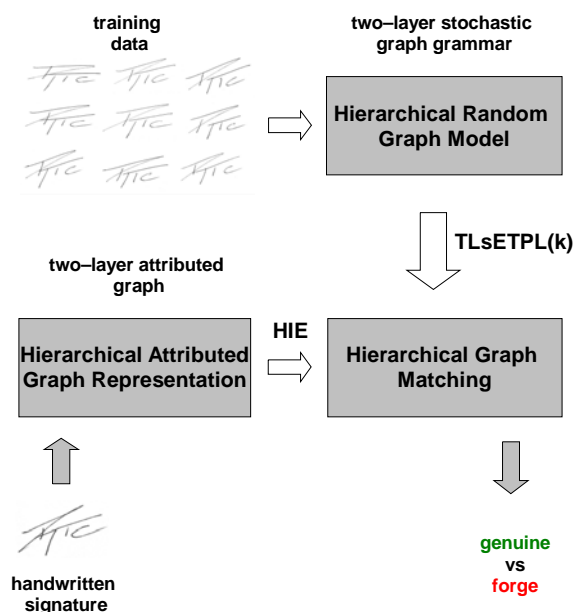 training
data
two–layer stochastic
graph grammar
Hierarchical Random
Graph Model
TLsETPL(k)
two–layer attributed
graph
Hierarchical Attributed
Graph Representation
HIE
Hierarchical Graph
Matching
handwritten
signature
genuine
vs
forge